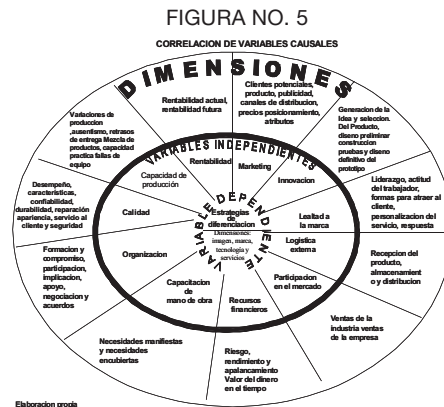 FIGURA NO. 5
CORRELACION DE VARIABLES CAUSALES
DIMENSIONES
Rentabilidad actual,
rentabilidad futura
Clientes potenciales,
producto, publicidad,
canales de distribucion,
precios posicionamiento,
atributos
Generacion de la
Idea y seleccion.
Del Producto,
diseno preliminar
construccion
pruebas y diseno
definitivo del
prototipo
Liderazgo, actitud
del trabajador,
formas para atraer al
cliente,
personalizacion del
servicio, respuesta
Recepcion del
producto,
almacenamient
o y distribucion
Ventas de la
industria ventas
de la empresa
Riesgo,
rendimiento y
apalancamiento
Valor del dinero
en el tiempo
Necesidades manifiestas
y necesidades
encubiertas
Formacion y
compromiso,
participacion,
implicacion,
apoyo,
negociacion y
acuerdos
Desempeño,
caracteristicas,
confiabilidad,
durabilidad, reparación
apariencia, servicio al
cliente y seguridad
Variaciones de
produccion
,ausentismo, retrasos
de entrega Mezcla de
productos, capacidad
practica fallas de
equipo
VARIABLES INDEPENDIENTES
Rentabilidad
Marketing
Innovacion
Lealtad a
la marca
Logistica
externa
Participacion
en el mercado
Recursos
financieros
Capacitacion
de
mano de obra
Organizacion
Calidad
Capacidad de
producción
VARIABLE DEPENDIENTE
Estrategias
de
diferenciacion
Dimensiones:
imagen, marca,
tecnología y
servicios
Elaboracion propia